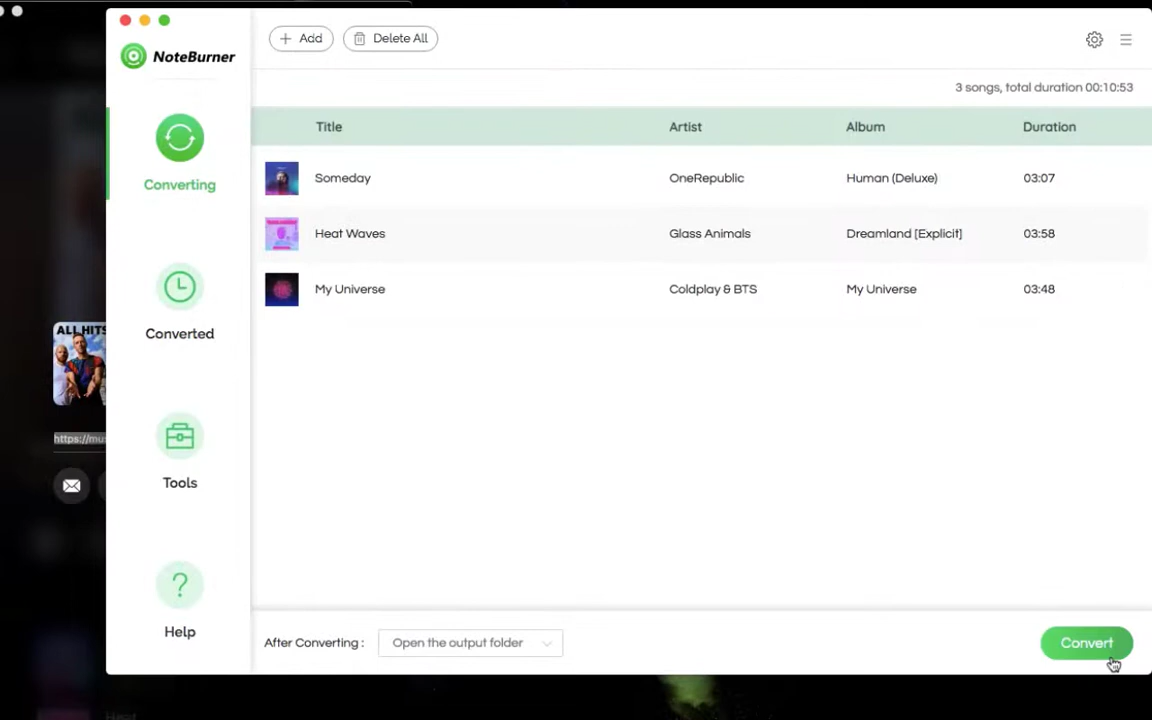 NoteBurner
Add
Delete All
3 songs, total duration 00:10:53
Title Artist Album Duration
Someday OneRepublic Human (Deluxe) 03:07
Heat Waves Glass Animals Dreamland [Explicit] 03:58
My Universe Coldplay & BTS My Universe 03:48
Converting
Converted
Tools
Help
ALL HITS
https://mus
After Converting : Open the output folder
Convert